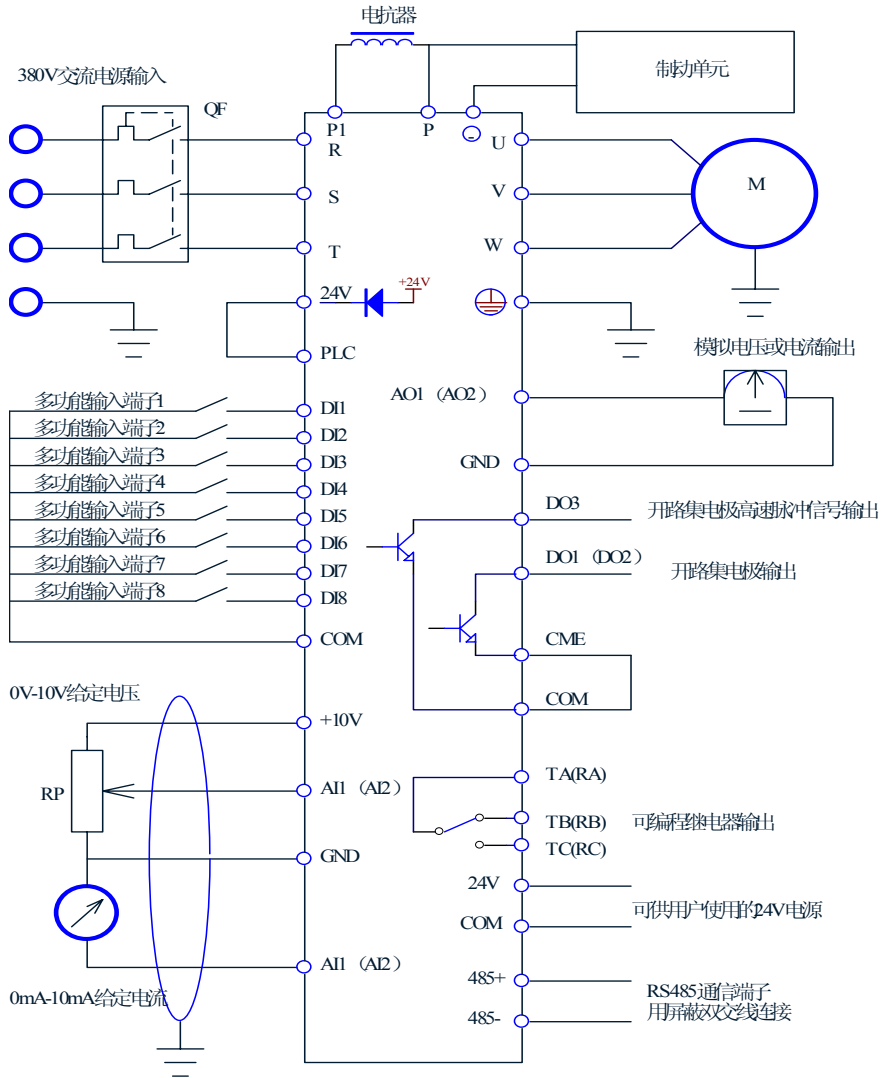 电抗器
制动单元
380V交流电源输入
QF
P1
P
-
R
U
S
V
M
T
W
24V
+24V
PLC
模拟电压或电流输出
多功能输入端子1
DI1
AO1（AO2）
多功能输入端子2
DI2
多功能输入端子3
DI3
GND
多功能输入端子4
DI4
多功能输入端子5
DI5
DO3
开路集电极高速脉冲信号输出
多功能输入端子6
DI6
DO1（DO2）
开路集电极输出
多功能输入端子7
DI7
多功能输入端子8
DI8
COM
CME
COM
0V-10V给定电压
+10V
RP
AI1（AI2）
TA(RA)
TB(RB)
可编程继电器输出
TC(RC)
GND
24V
可供用户使用的24V电源
COM
AI1（AI2）
0mA-10mA给定电流
485+
RS485通信端子
485-
用屏蔽双交线连接